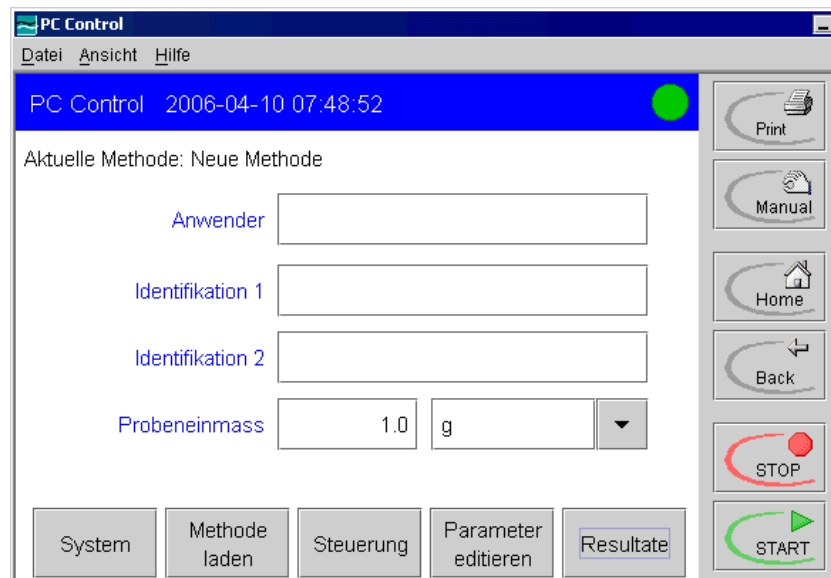 PC Control
Datei Ansicht Hilfe
PC Control 2006-04-10 07:48:52
Aktuelle Methode: Neue Methode
Anwender
Identifikation 1
Identifikation 2
Probeneinmass 1.0 g
System
Methode
laden
Steuerung
Parameter
editieren
Resultate
Print
Manual
Home
Back
STOP
START